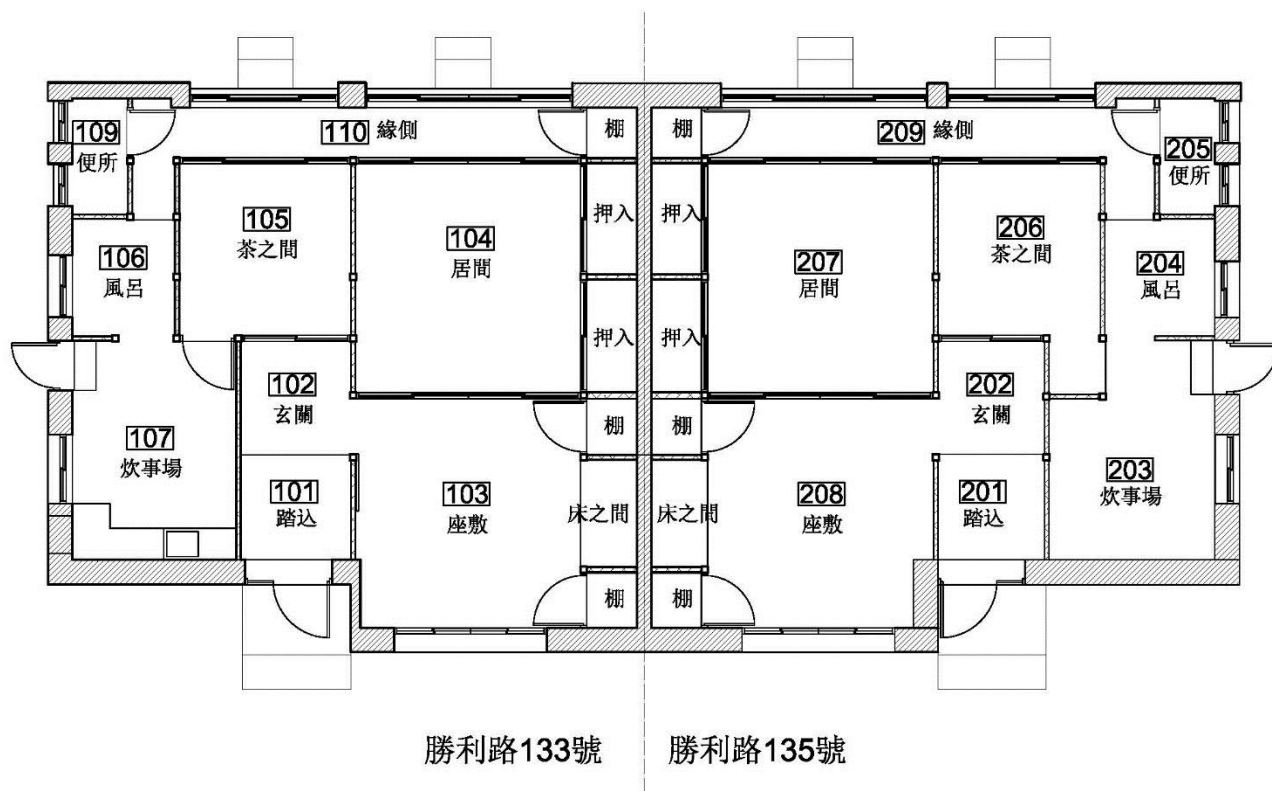 110 緣側
棚
棚
209 緣側
109
便所
205
便所
105
茶之間
104
居間
押入
押入
207
居間
206
茶之間
106
風呂
204
風呂
押入
押入
102
玄關
棚
棚
202
玄關
107
炊事場
101
踏込
103
座敷
床之間
床之間
208
座敷
201
踏込
203
炊事場
棚
棚
勝利路133號
勝利路135號